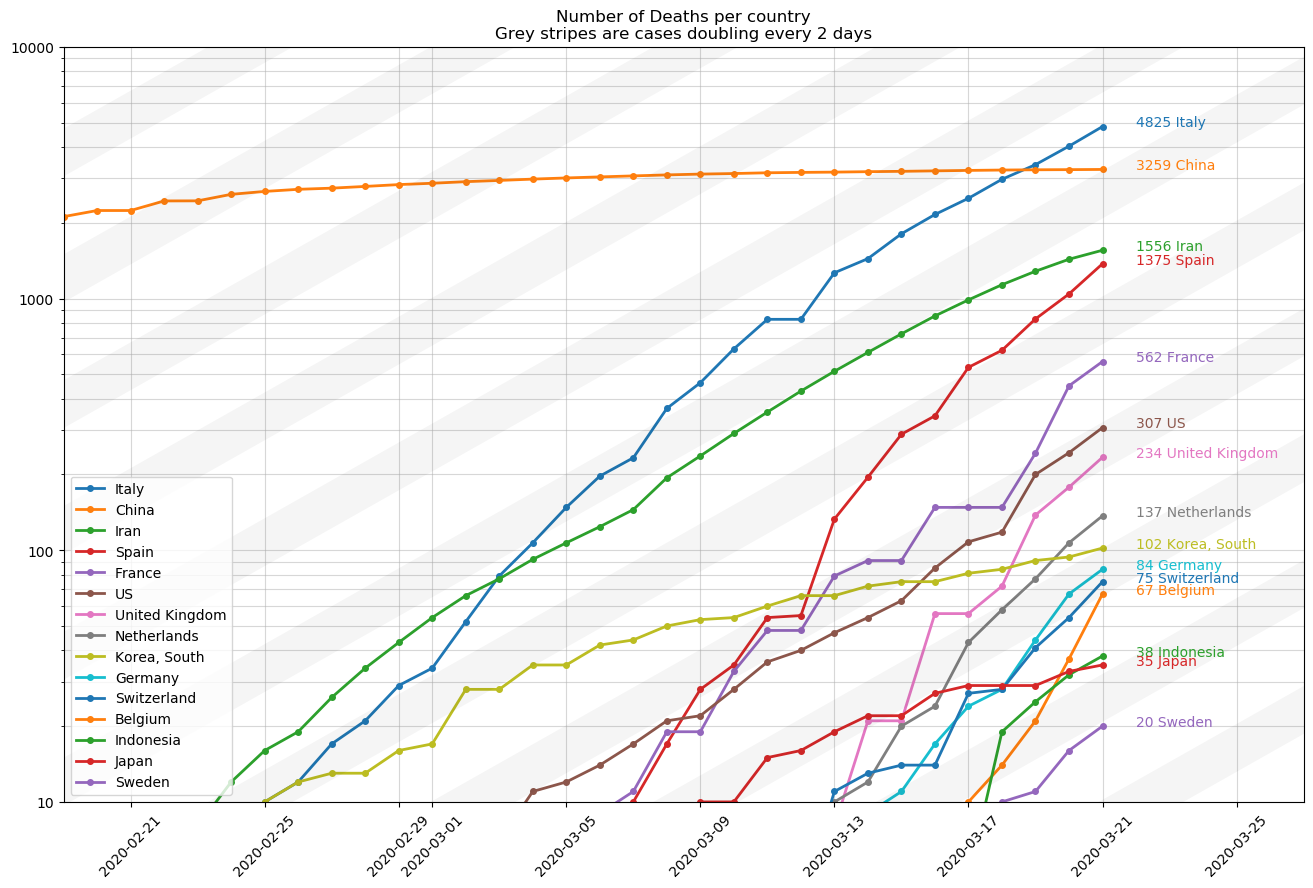 Number of Deaths per country
Grey stripes are cases doubling every 2 days
10000
1000
100
10
4825 Italy
3259 China
1556 Iran
1375 Spain
562 France
307 US
234 United Kingdom
137 Netherlands
102 Korea, South
84 Germany
75 Switzerland
67 Belgium
38 Indonesia
35 Japan
20 Sweden
Italy
China
Iran
Spain
France
US
United Kingdom
Netherlands
Korea, South
Germany
Switzerland
Belgium
Indonesia
Japan
Sweden
2020-02-21
2020-02-25
2020-02-29
2020-03-01
2020-03-05
2020-03-09
2020-03-13
2020-03-17
2020-03-21
2020-03-25